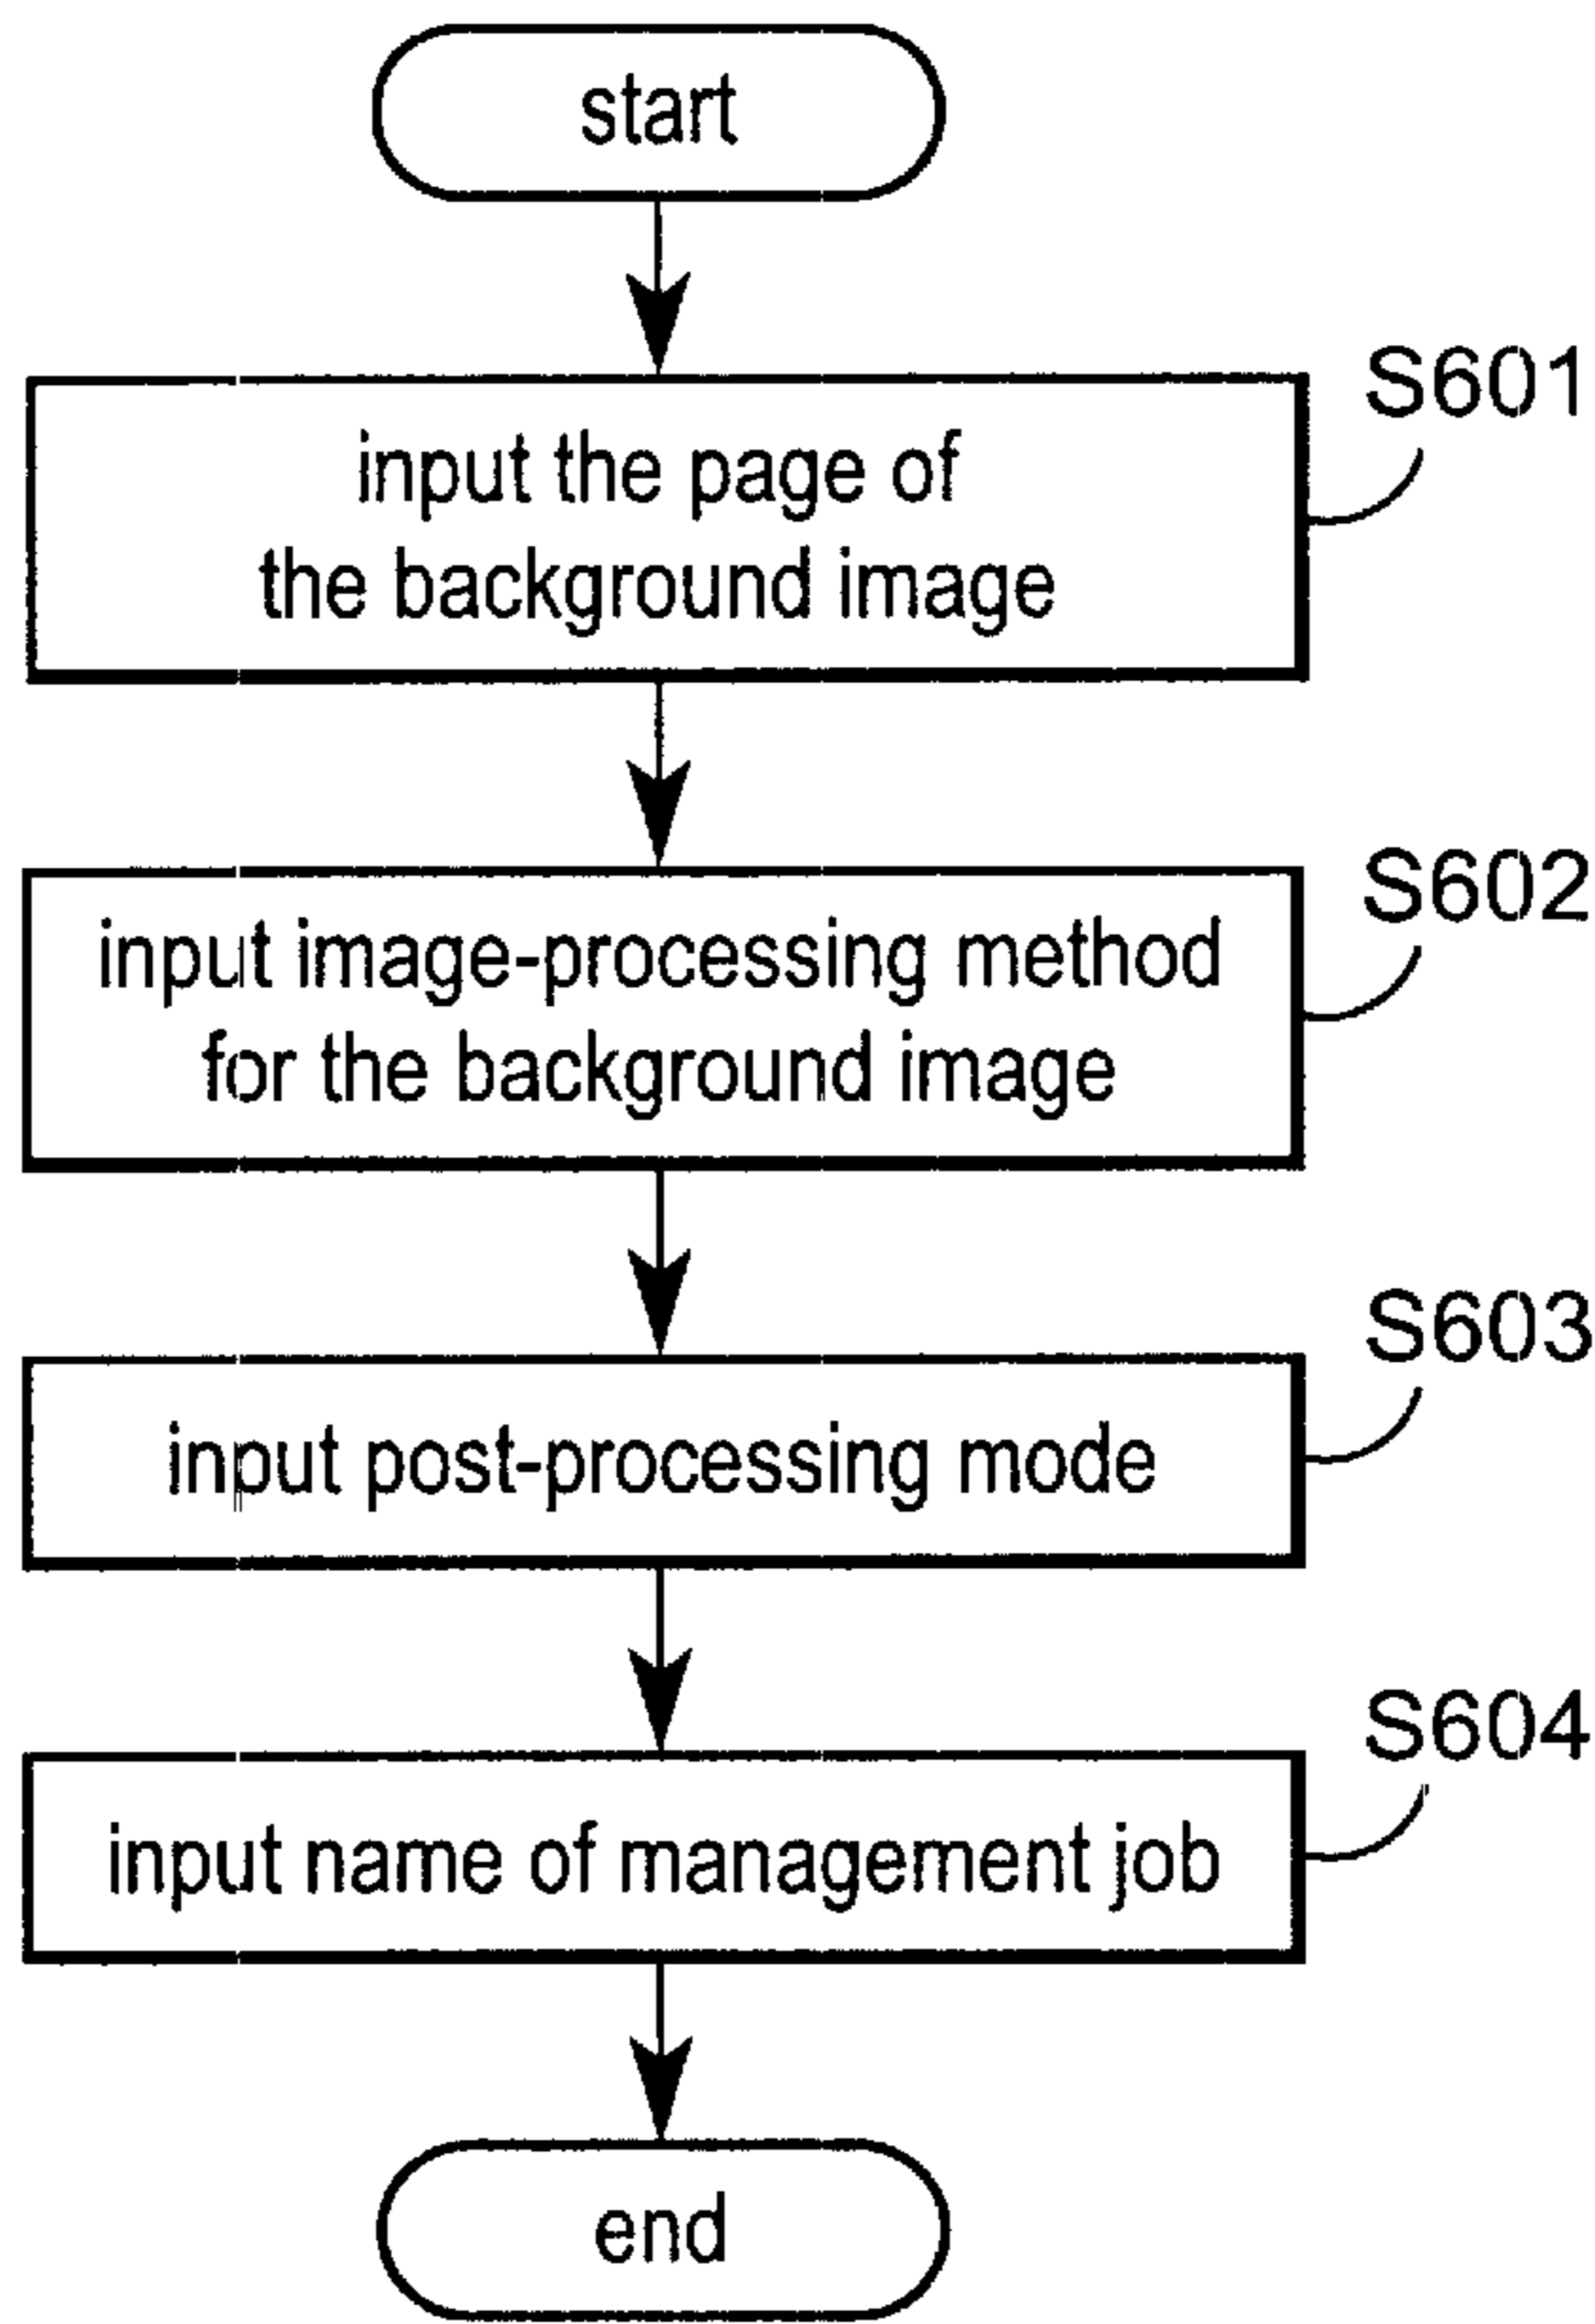 start
S601
input the page of
the background image
S602
input image-processing method
for the background image
S603
input post-processing mode
S604
input name of management job
end